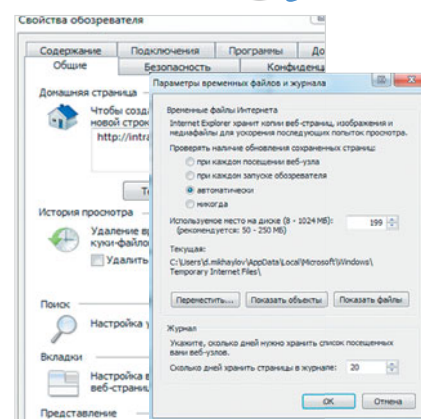 Свойства обозревателя
Содержание
Подключения
Программы
До
Общие
Безопасность
Конфиденц
Домашняя страница
Чтобы созда
новой строк
http://intra
История просмотра
Удаление вр
куки-файло
Удалить
Поиск
Настройка у
Вкладки
Настройка в
веб-страниц
Представление
Параметры временных файлов и журнала
Временные файлы Интернета
Internet Explorer хранит копии веб-страниц, изображения и
медиафайлы для ускорения последующих попыток просмотра.
Проверять наличие обновления сохраненных страниц:
при каждом посещении веб-узла
при каждом запуске обозревателя
автоматически
никогда
Используемое место на диске (8 - 1024 МБ): 199
(рекомендуется: 50 - 250 МБ)
Текущая:
C:\Users\d.mikhaylov\AppData\Local\Microsoft\Windows\
Temporary Internet Files\
Переместить... Показать объекты Показать файлы
Журнал
Укажите, сколько дней нужно хранить список посещенных
вами веб-узлов.
Сколько дней хранить страницы в журнале: 20
ОК Отмена